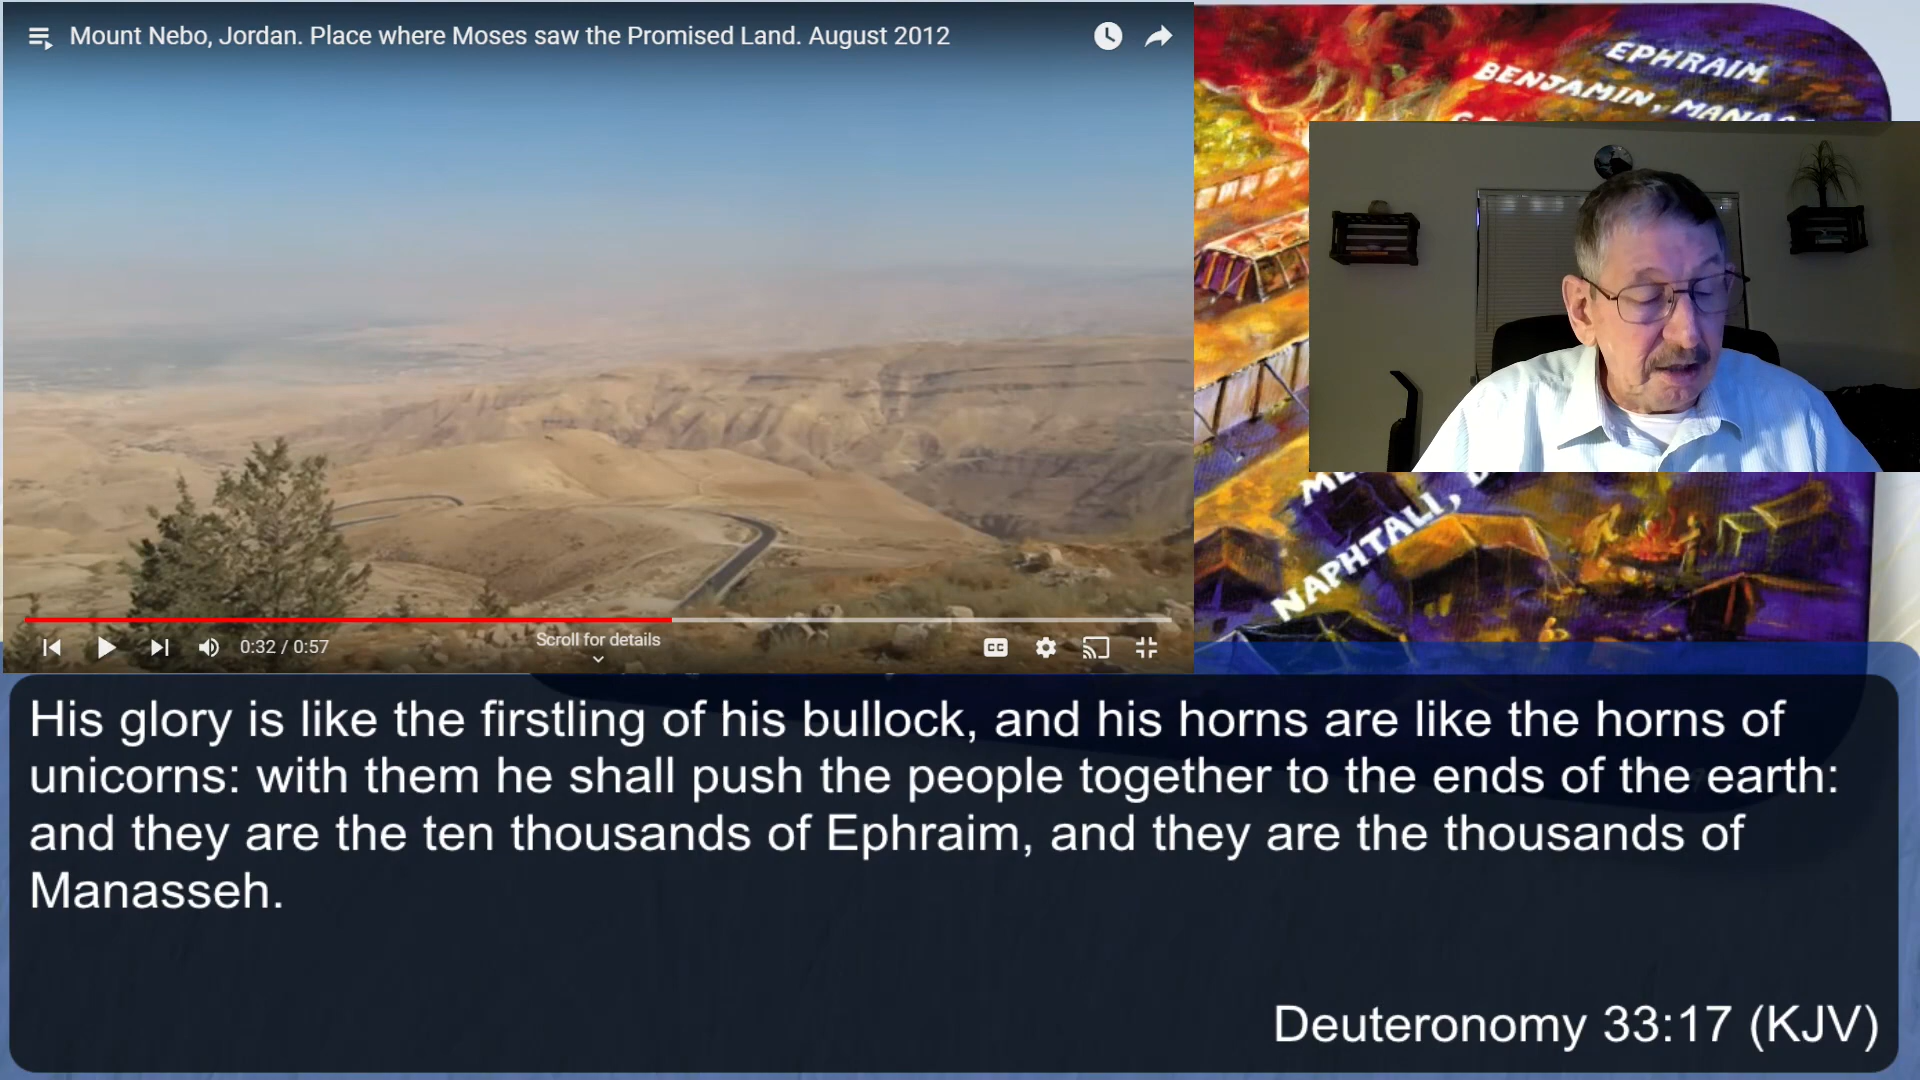 Mount Nebo, Jordan. Place where Moses saw the Promised Land. August 2012
EPHRAIM
BENJAMIN,
NAPHTALI,
0:32 / 0:57
Scroll for details
CC
His glory is like the firstling of his bullock, and his horns are like the horns of
unicorns: with them he shall push the people together to the ends of the earth:
and they are the ten thousands of Ephraim, and they are the thousands of
Manasseh.
Deuteronomy 33:17 (KJV)